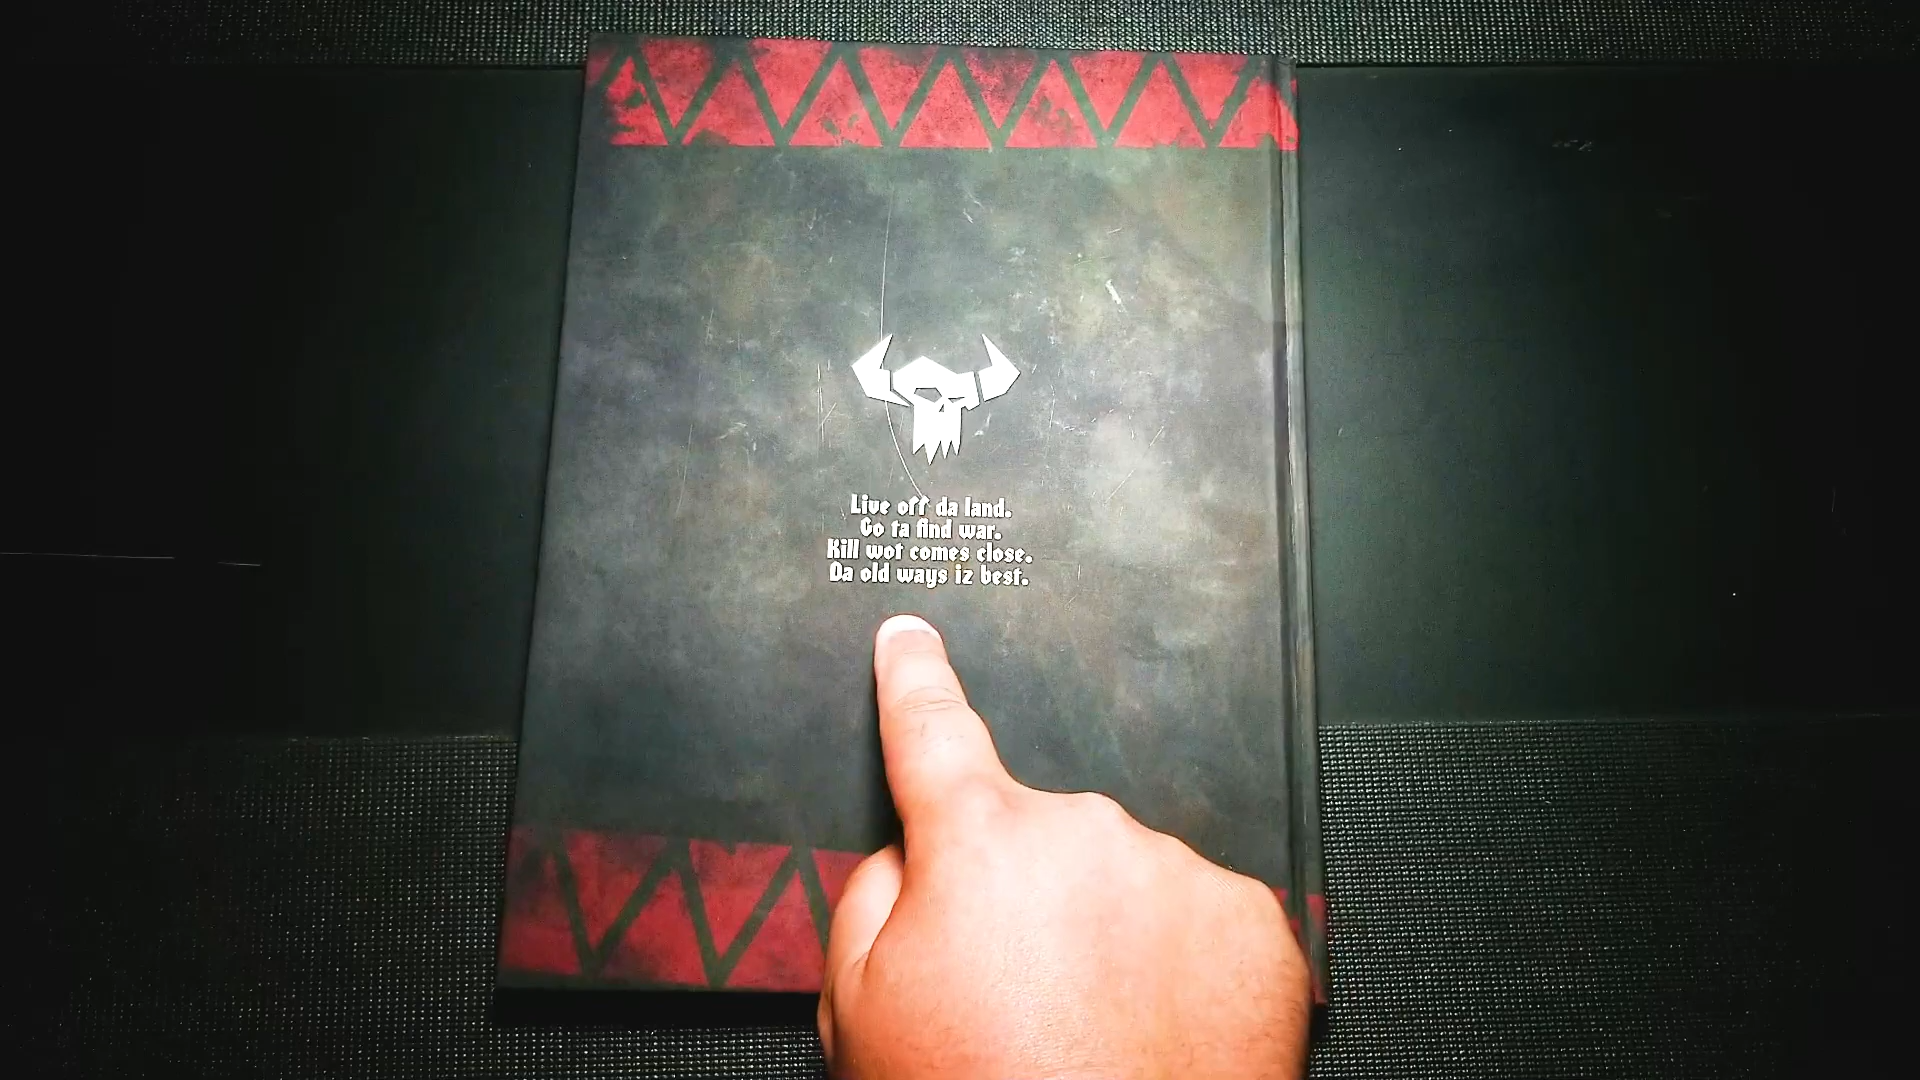 Live off da land.
Go ta find war.
Kill wot comes close.
Da old ways iz best.